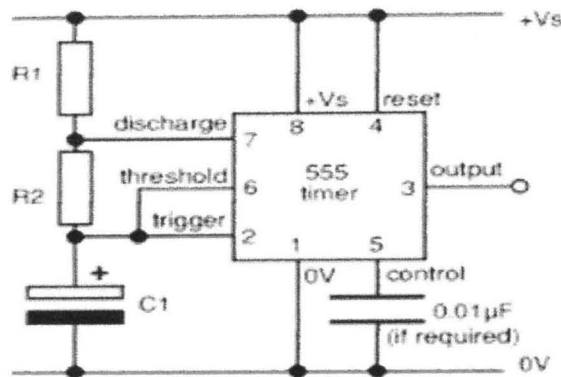 +Vs
R1
+Vs reset
discharge
8 4
7
threshold
555
output
6
timer
3
R2
trigger
2
1 5
+
0V
control
C1
0.01µF
(if required)
0V